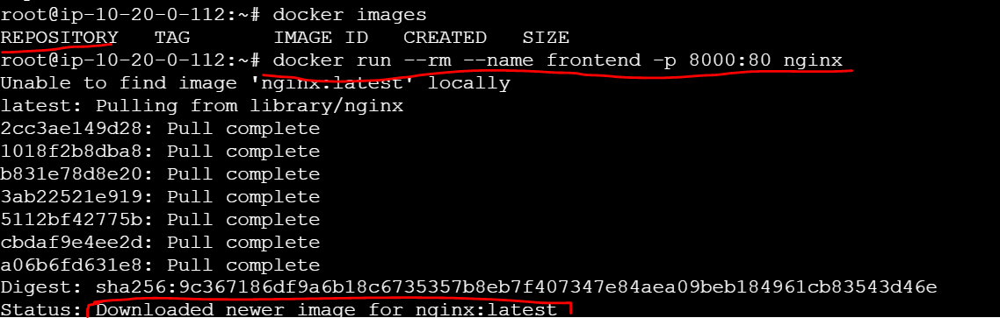 root@ip-10-20-0-112:~# docker images
REPOSITORY   TAG       IMAGE ID   CREATED   SIZE
root@ip-10-20-0-112:~# docker run --rm --name frontend -p 8000:80 nginx
Unable to find image 'nginx:latest' locally
latest: Pulling from library/nginx
2cc3ae149d28: Pull complete
1018f2b8dba8: Pull complete
b831e78d8e20: Pull complete
3ab22521e919: Pull complete
5112bf42775b: Pull complete
cbdaf9e4ee2d: Pull complete
a06b6fd631e8: Pull complete
Digest: sha256:9c367186df9a6b18c6735357b8eb7f407347e84aea09beb184961cb83543d46e
Status: Downloaded newer image for nginx:latest